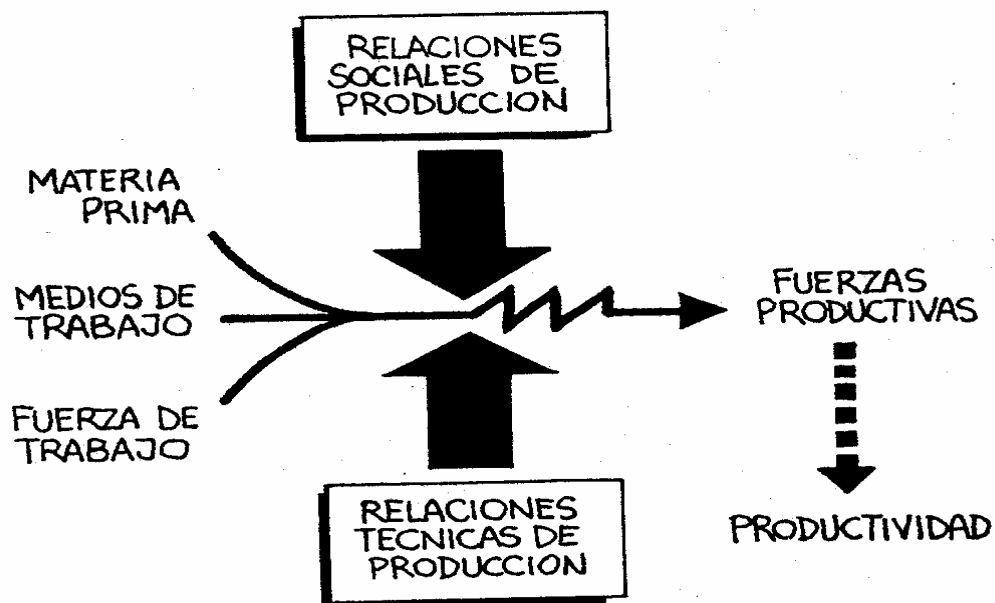 RELACIONES
SOCIALES DE
PRODUCCION
MATERIA
PRIMA
MEDIOS DE
TRABAJO
FUERZA DE
TRABAJO
FUERZAS
PRODUCTIVAS
PRODUCTIVIDAD
RELACIONES
TECNICAS DE
PRODUCCION